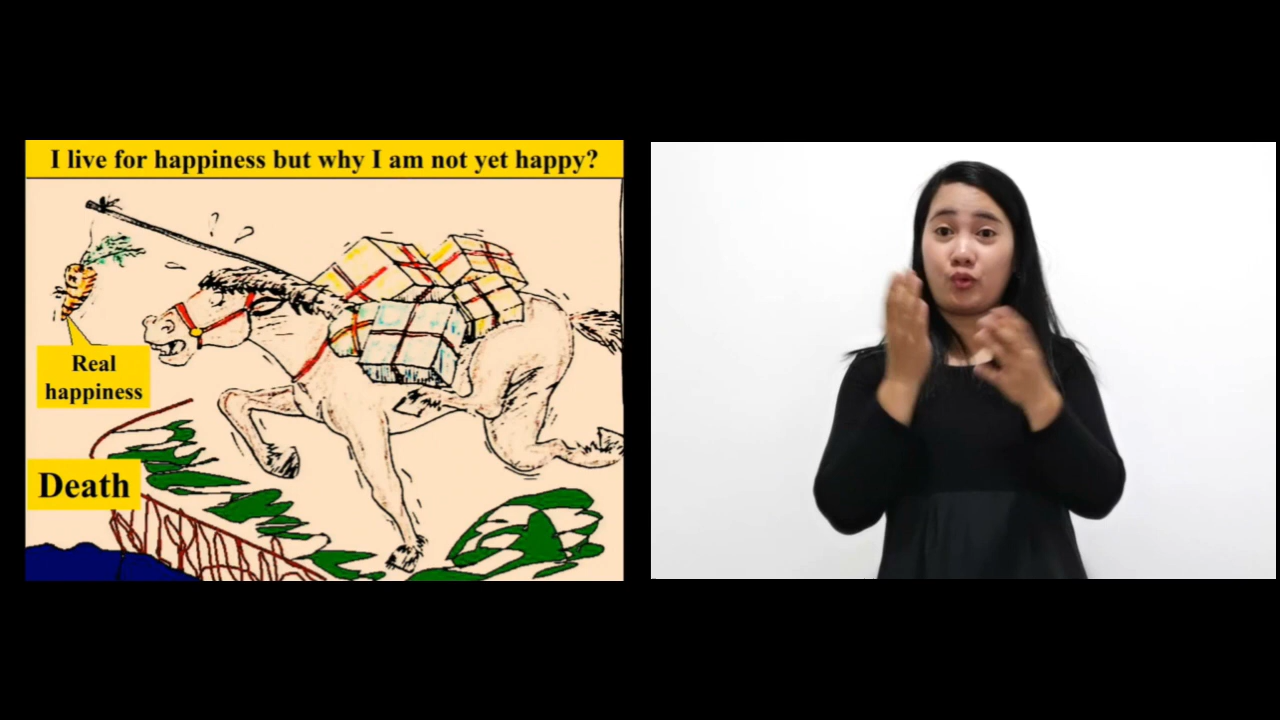 I live for happiness but why I am not yet happy?
? ?
Real
happiness
Death